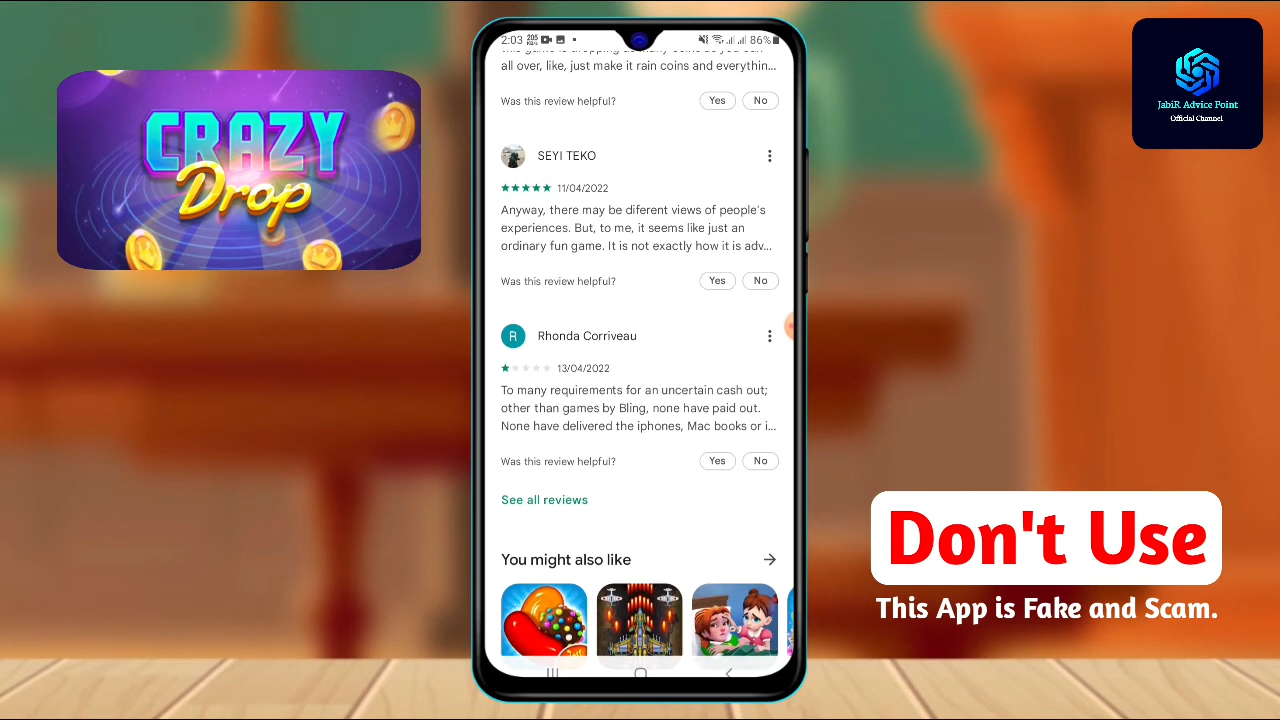 CRAZY
Drop
2:03 205 KB/s 86%
all over, like, just make it rain coins and everythin...
Was this review helpful? Yes No
SEYI TEKO
11/04/2022
Anyway, there may be diferent views of people's
experiences. But, to me, it seems like just an
ordinary fun game. It is not exactly how it is adv...
Was this review helpful? Yes No
R Rhonda Corriveau
13/04/2022
To many requirements for an uncertain cash out;
other than games by Bling, none have paid out.
None have delivered the iphones, Mac books or i...
Was this review helpful? Yes No
See all reviews
You might also like
JabiR Advice Point
Official Channel
Don't Use
This App is Fake and Scam.